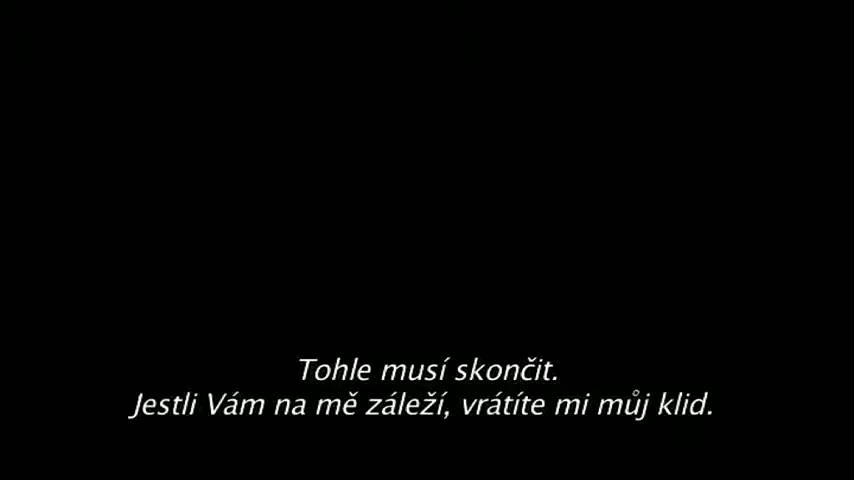 Tohle musí skončit.
Jestli Vám na mě záleží, vrátíte mi můj klid.